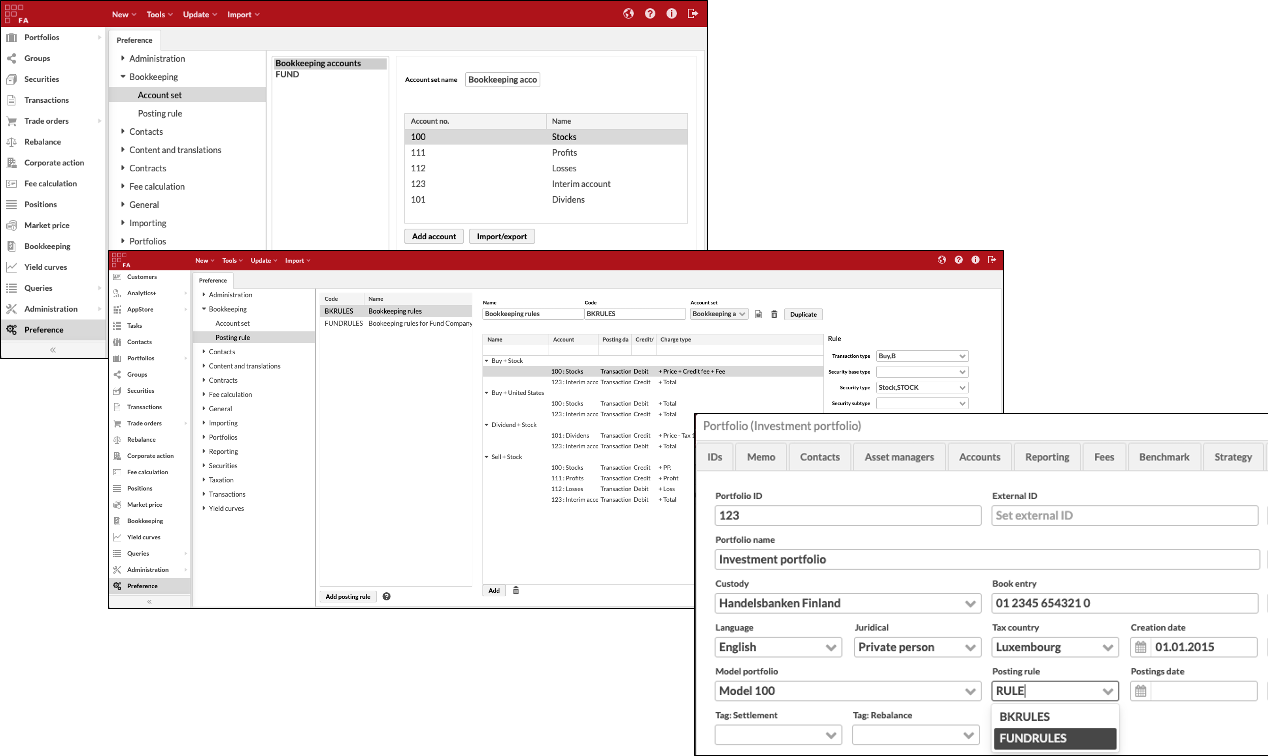 FA
New Tools Update Import
Portfolios
Groups
Securities
Transactions
Trade orders
Rebalance
Corporate action
Fee calculation
Positions
Market price
Bookkeeping
Yield curves
Queries
Administration
Preference
«
Preference
Administration
Bookkeeping
Account set
Posting rule
Contacts
Content and translations
Contracts
Fee calculation
General
Importing
Portfolios
Bookkeeping accounts
FUND
Account set name Bookkeeping acco
Account no. Name
100 Stocks
111 Profits
112 Losses
123 Interim account
101 Dividens
Add account Import/export
FA
New Tools Update Import
Customers
Analytics+
AppStore
Tasks
Contacts
Portfolios
Groups
Securities
Transactions
Trade orders
Rebalance
Corporate action
Fee calculation
Positions
Market price
Bookkeeping
Yield curves
Queries
Administration
Preference
«
Preference
Administration
Bookkeeping
Account set
Posting rule
Contacts
Content and translations
Contracts
Fee calculation
General
Importing
Portfolios
Reporting
Securities
Taxation
Transactions
Yield curves
Code Name
BKRULES Bookkeeping rules
FUNDRULES Bookeeping rules for Fund Company
Add posting rule
Name Code Account set
Bookkeeping rules BKRULES Bookkeeping a Duplicate
Name Account Posting da Credit/ Charge type
Buy + Stock
100 : Stocks Transaction Debit + Price + Credit fee + Fee
123 : Interim acco Transaction Credit + Total
Buy + United States
100 : Stocks Transaction Debit + Total
123 : Interim acco Transaction Credit + Total
Dividend + Stock
101 : Dividens Transaction Credit + Price - Tax
123 : Interim acco Transaction Debit + Total
Sell + Stock
100 : Stocks Transaction Credit + PP.
111 : Profits Transaction Credit + Profit
112 : Losses Transaction Debit + Loss
123 : Interim acco Transaction Debit + Total
Add
Rule
Transaction type Buy,B
Security base type
Security type Stock,STOCK
Security subtype
Portfolio (Investment portfolio)
IDs Memo Contacts Asset managers Accounts Reporting Fees Benchmark Strategy
Portfolio ID External ID
123 Set external ID
Portfolio name
Investment portfolio
Custody Book entry
Handelsbanken Finland 01 2345 654321 0
Language Juridical Tax country Creation date
English Private person Luxembourg 01.01.2015
Model portfolio Posting rule Postings date
Model 100 RULE
Tag: Settlement Tag: Rebalance
BKRULES
FUNDRULES